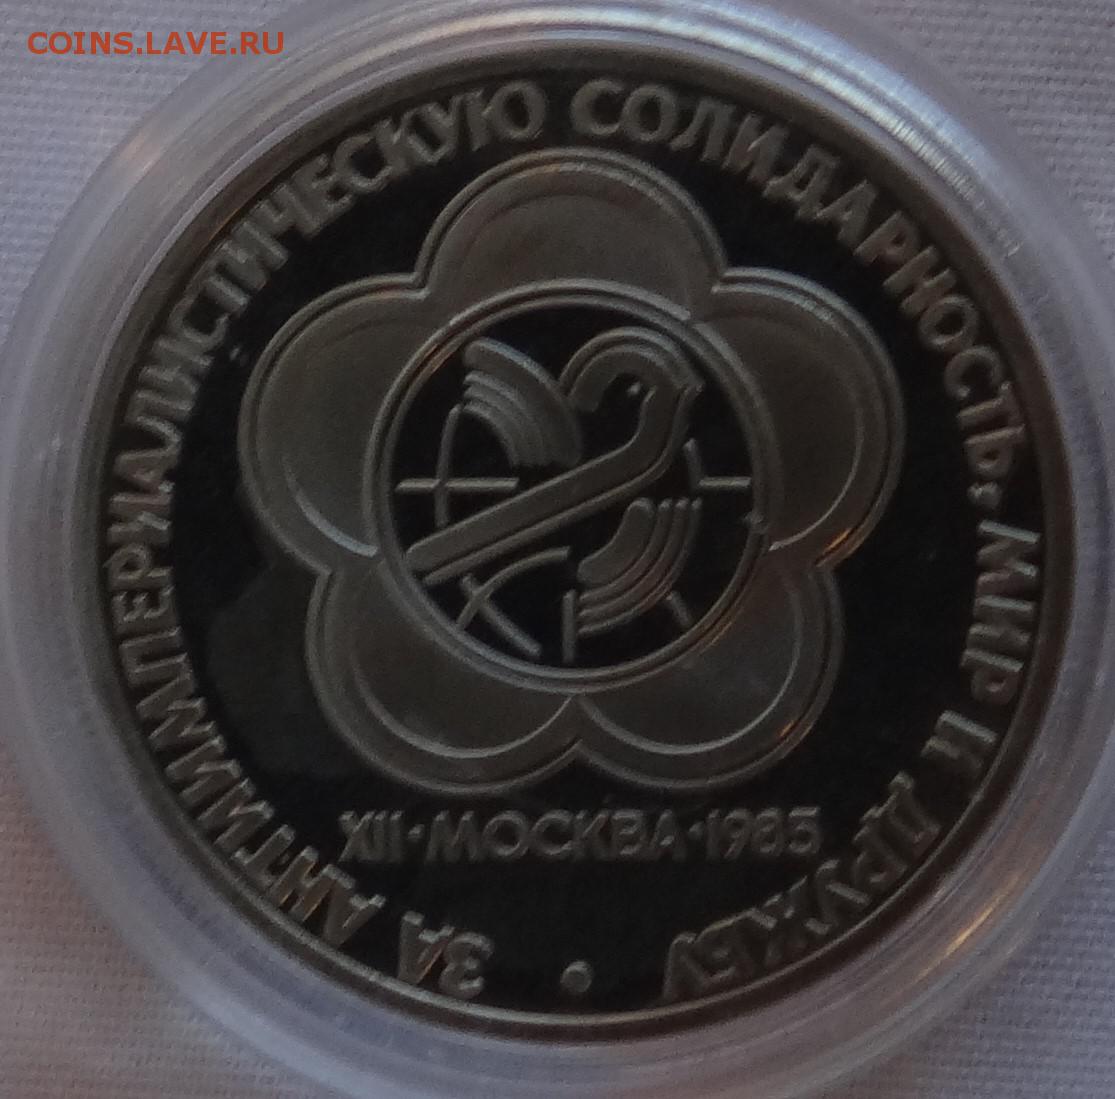 COINS.LAVE.RU
ЗА АНТИИМПЕРИАЛИСТИЧЕСКУЮ СОЛИДАРНОСТЬ, МИР И ДРУЖБУ •
XII·МОСКВА·1985